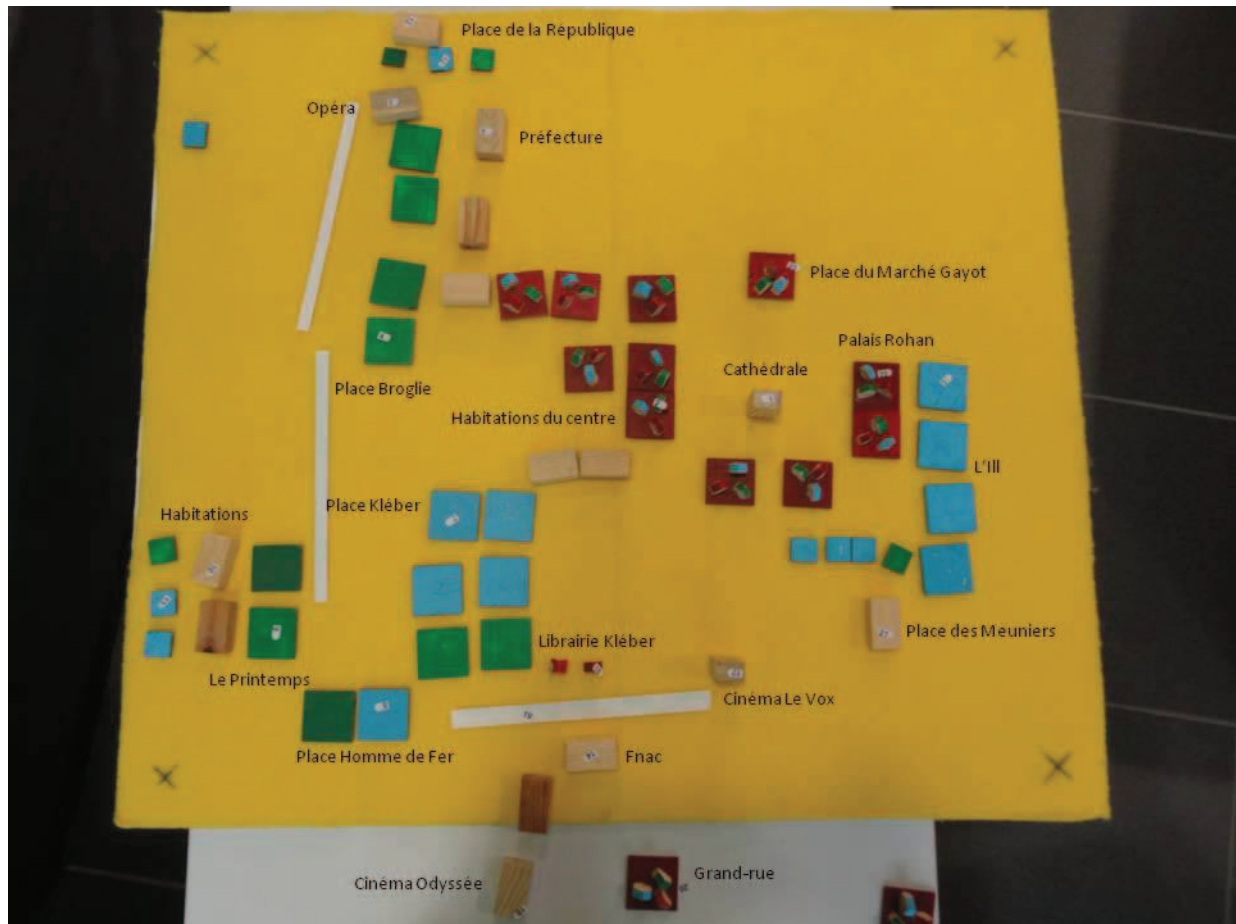 Place de la République
Opéra
Préfecture
Place du Marché Gayot
Palais Rohan
Cathédrale
Place Broglie
Habitations du centre
L'Ill
Place Kléber
Habitations
Place des Meuniers
Librairie Kléber
Le Printemps
Cinéma Le Vox
Place Homme de Fer
Fnac
Cinéma Odyssée
Grand-rue